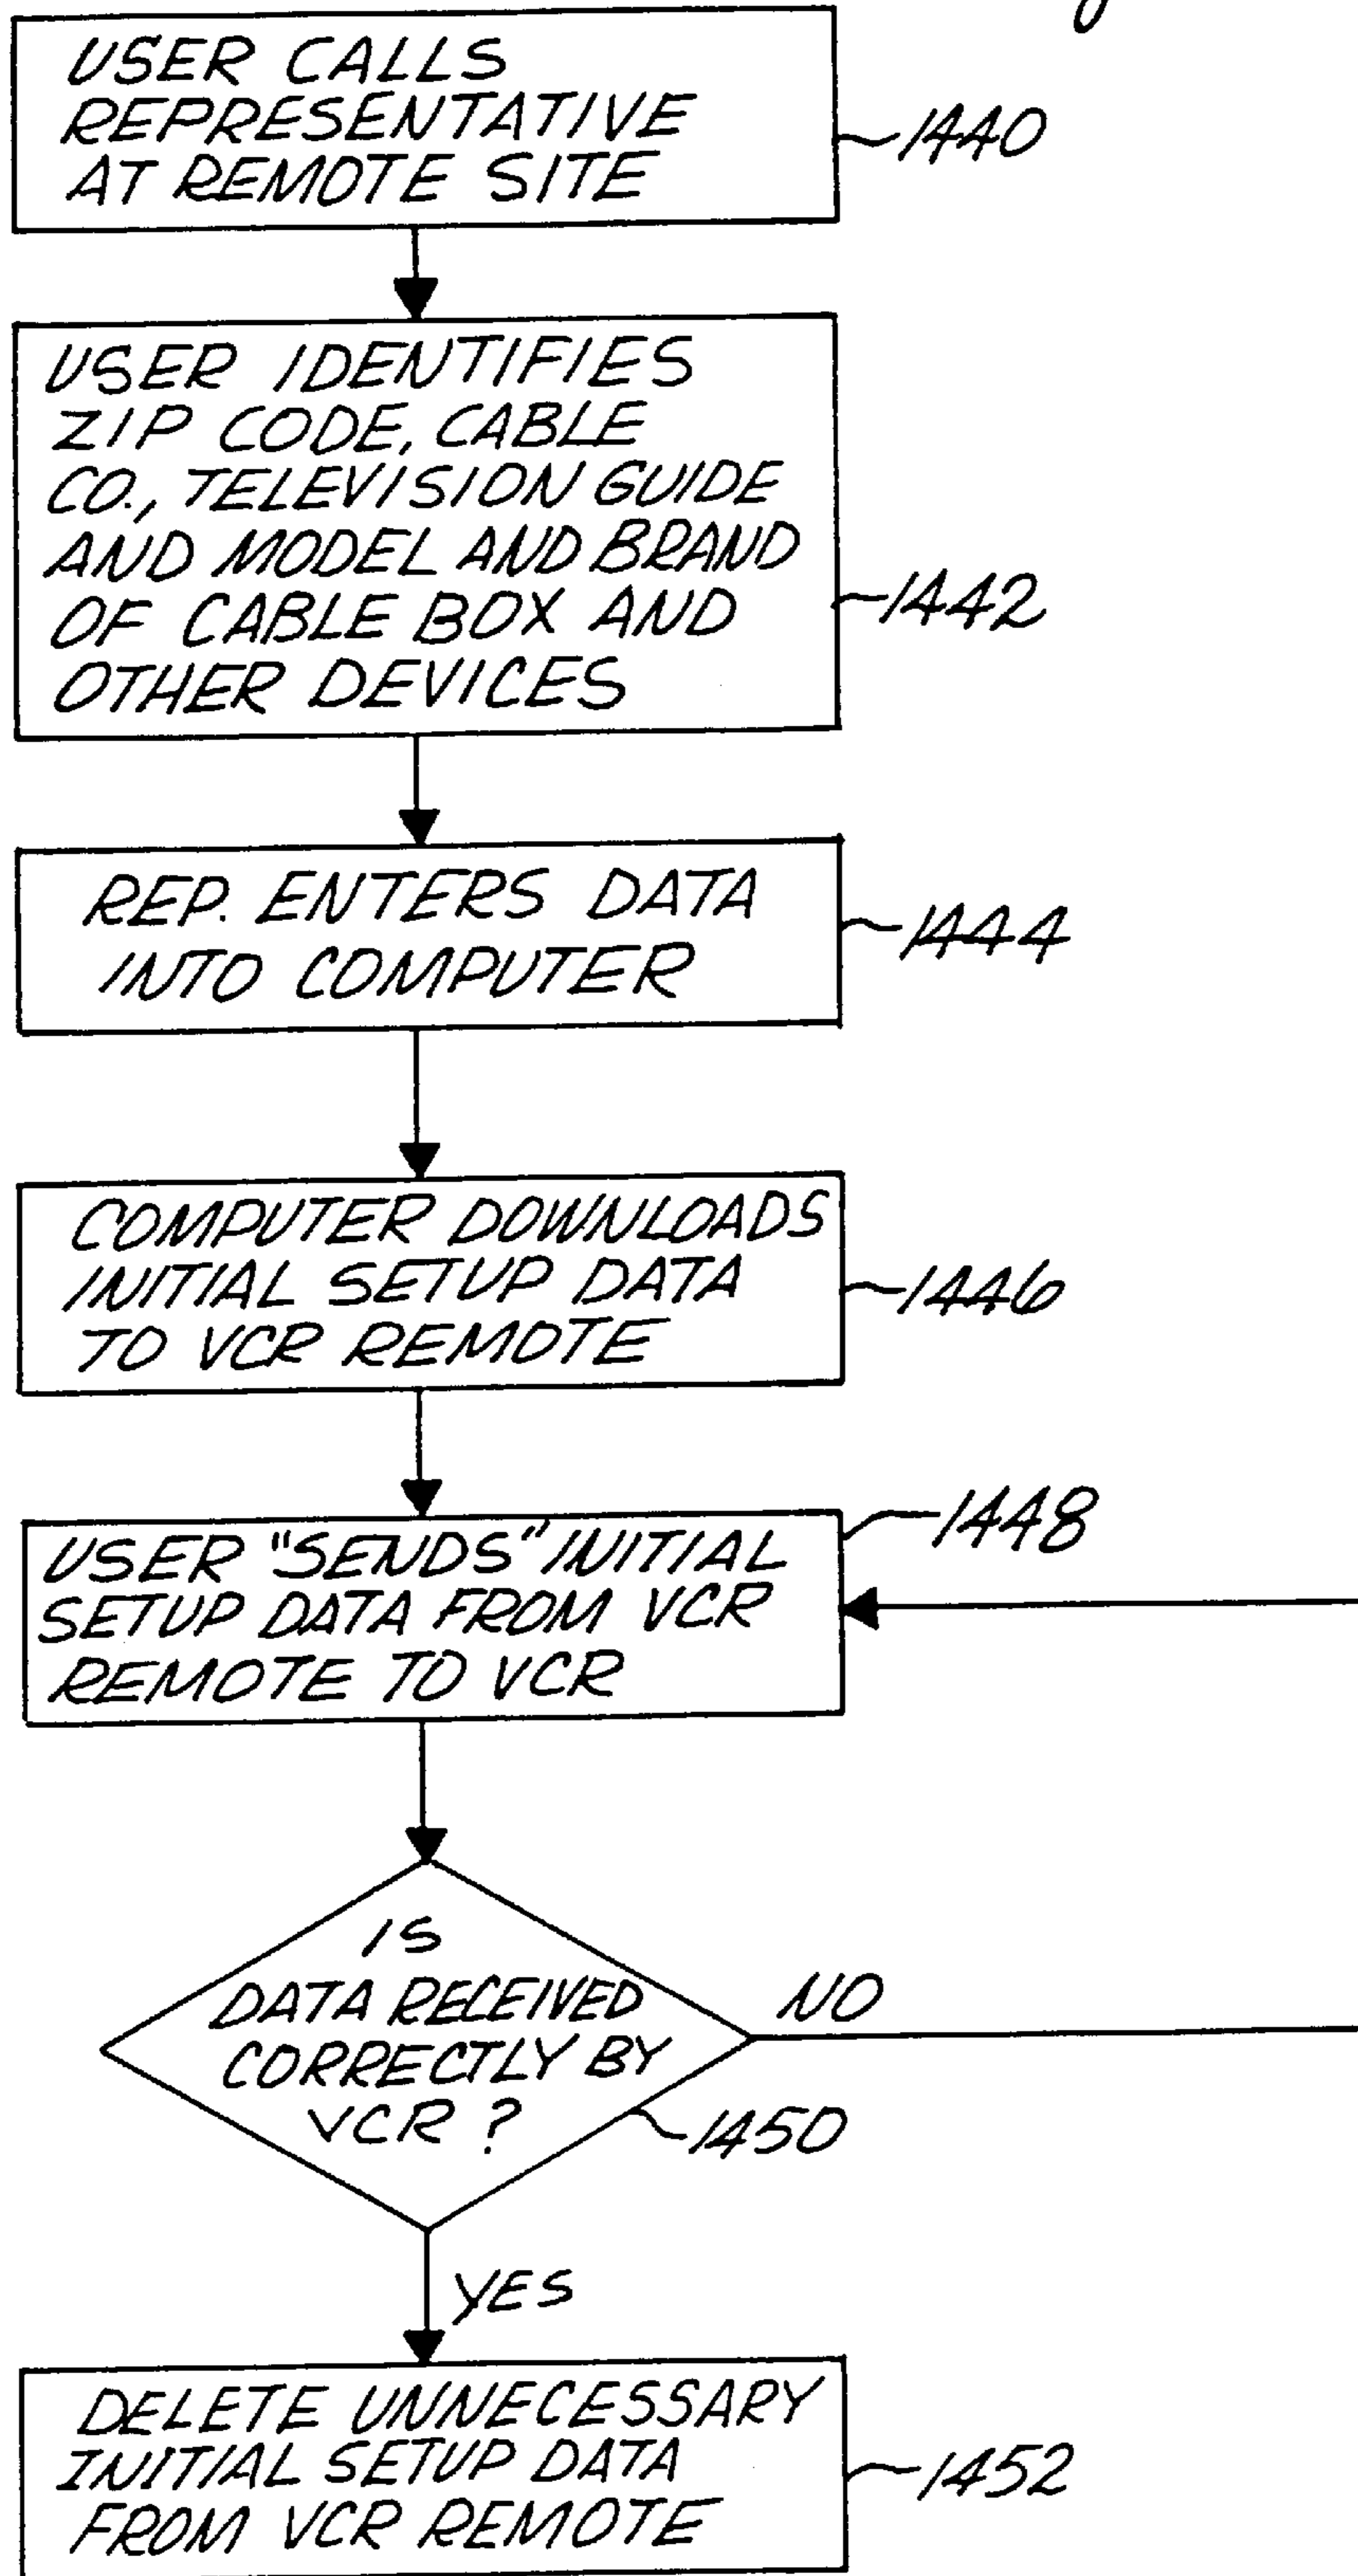 USER CALLS
REPRESENTATIVE
AT REMOTE SITE
1440
USER IDENTIFIES
ZIP CODE, CABLE
CO., TELEVISION GUIDE
AND MODEL AND BRAND
OF CABLE BOX AND
OTHER DEVICES
1442
REP. ENTERS DATA
INTO COMPUTER
1444
COMPUTER DOWNLOADS
INITIAL SETUP DATA
TO VCR REMOTE
1446
USER "SENDS" INITIAL
SETUP DATA FROM VCR
REMOTE TO VCR
1448
IS
DATA RECEIVED
CORRECTLY BY
VCR ?
NO
1450
YES
DELETE UNNECESSARY
INITIAL SETUP DATA
FROM VCR REMOTE
1452